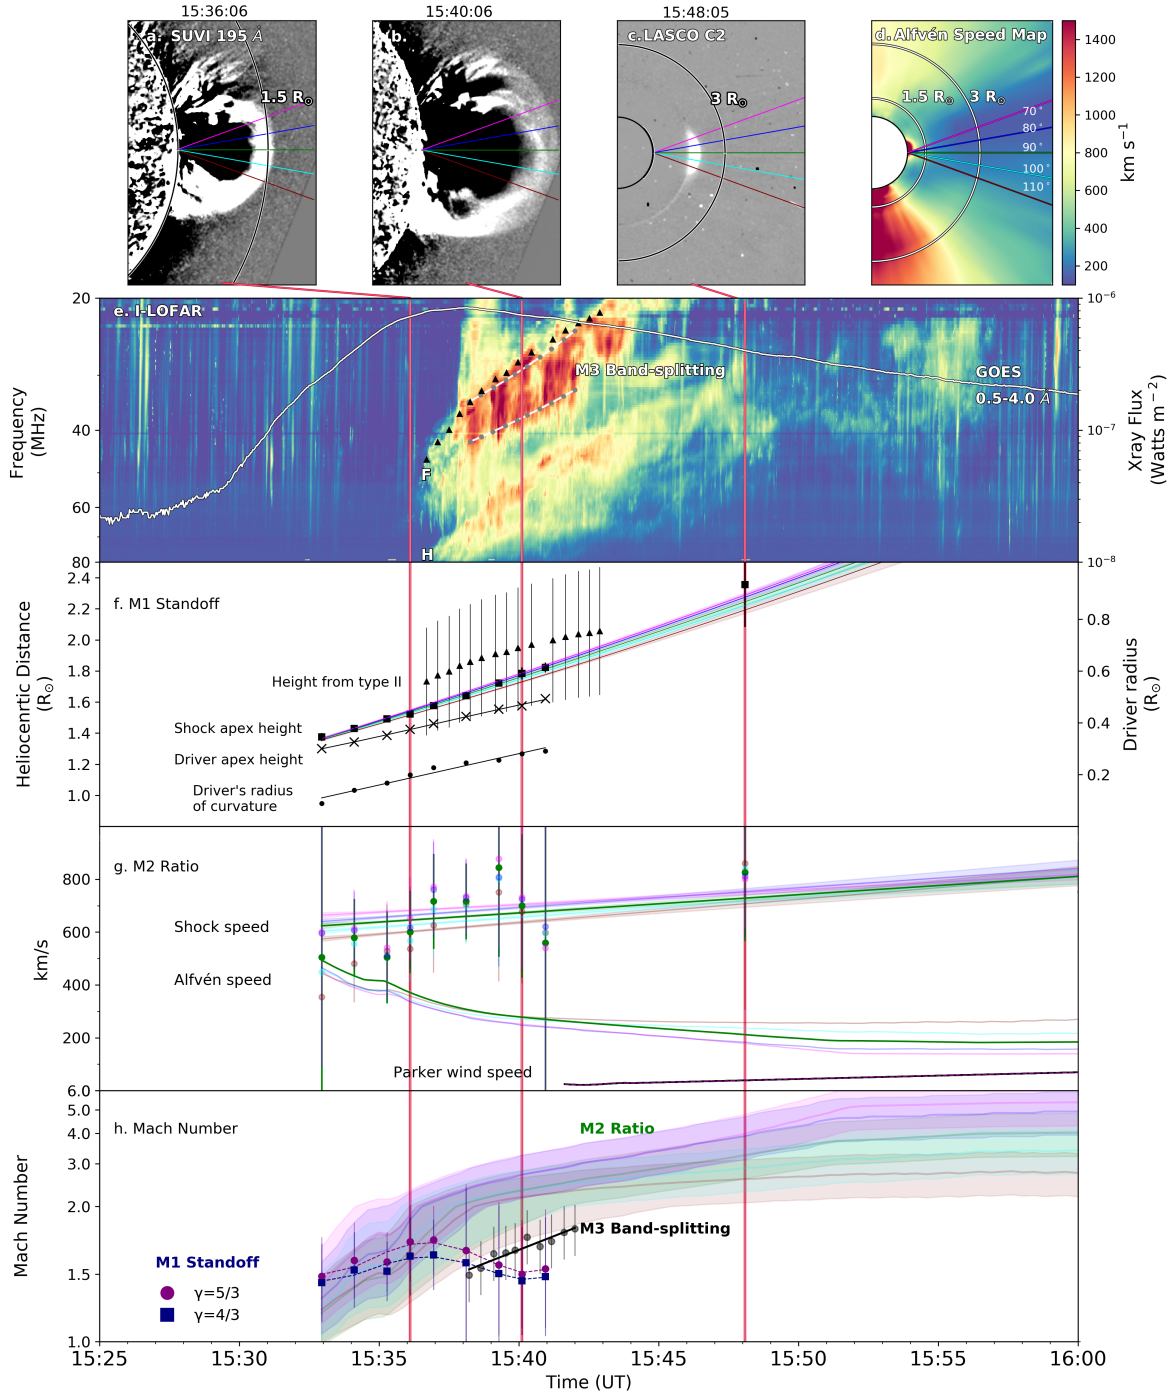 15:36:06
15:40:06
15:48:05
a. SUVI 195 Å
1.5 R☉
b.
c. LASCO C2
3 R☉
d. Alfvén Speed Map
1.5 R☉ 3 R☉
70°
80°
90°
100°
110°
1400
1200
1000
800
600
400
200
km s⁻¹
e. I-LOFAR
M3 Band-splitting
GOES
0.5-4.0 Å
F
H
20
40
60
80
Frequency
(MHz)
10⁻⁶
10⁻⁷
10⁻⁸
Xray Flux
(Watts m⁻²)
f. M1 Standoff
Height from type II
Shock apex height
Driver apex height
Driver's radius
of curvature
2.4
2.2
2.0
1.8
1.6
1.4
1.2
1.0
Heliocenrtic Distance
(R☉)
0.8
0.6
0.4
0.2
Driver radius
(R☉)
g. M2 Ratio
Shock speed
Alfvén speed
Parker wind speed
800
600
400
200
km/s
h. Mach Number
M2 Ratio
M3 Band-splitting
M1 Standoff
γ=5/3
γ=4/3
6.0
5.0
4.0
3.0
2.0
1.5
1.0
Mach Number
15:25
15:30
15:35
15:40
15:45
15:50
15:55
16:00
Time (UT)